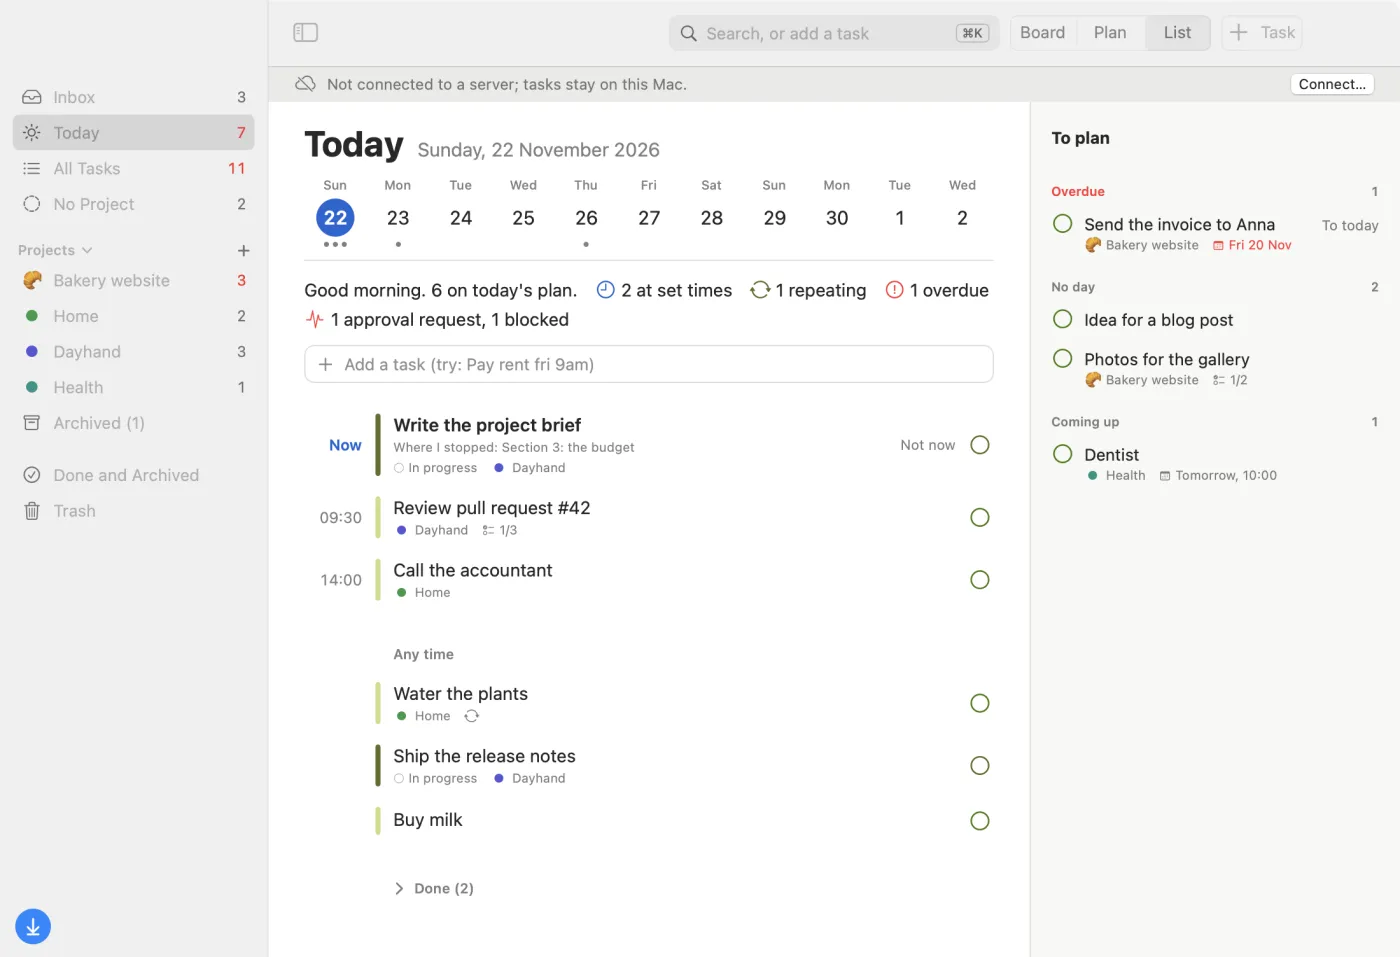 Search, or add a task
⌘K
Board
Plan
List
Task
Not connected to a server; tasks stay on this Mac.
Connect...
Inbox 3
Today 7
All Tasks 11
No Project 2
Projects
Bakery website 3
Home 2
Dayhand 3
Health 1
Archived (1)
Done and Archived
Trash
Today Sunday, 22 November 2026
Sun Mon Tue Wed Thu Fri Sat Sun Mon Tue Wed
22 23 24 25 26 27 28 29 30 1 2
Good morning. 6 on today's plan. 2 at set times 1 repeating 1 overdue
1 approval request, 1 blocked
Add a task (try: Pay rent fri 9am)
Now
Write the project brief
Where I stopped: Section 3: the budget
In progress Dayhand
Not now
09:30
Review pull request #42
Dayhand 1/3
14:00
Call the accountant
Home
Any time
Water the plants
Home
Ship the release notes
In progress Dayhand
Buy milk
Done (2)
To plan
Overdue 1
Send the invoice to Anna
Bakery website Fri 20 Nov
To today
No day 2
Idea for a blog post
Photos for the gallery
Bakery website 1/2
Coming up 1
Dentist
Health Tomorrow, 10:00